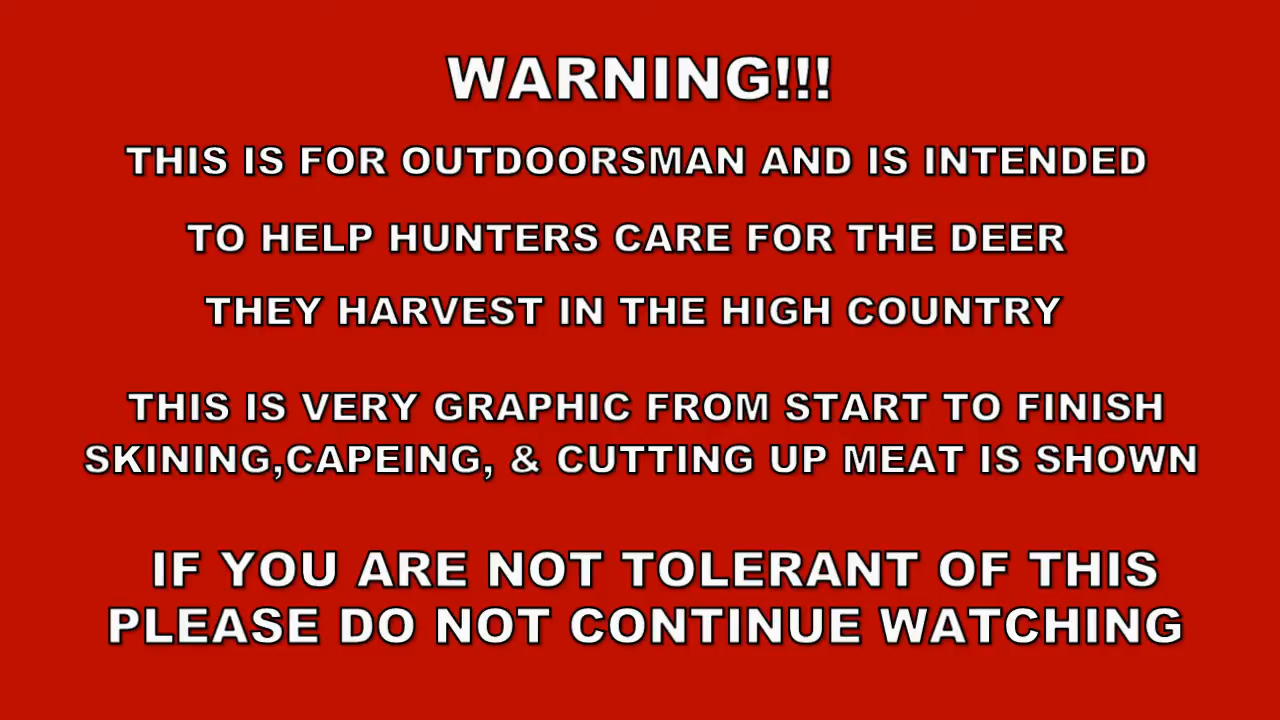 WARNING!!!
THIS IS FOR OUTDOORSMAN AND IS INTENDED
TO HELP HUNTERS CARE FOR THE DEER
THEY HARVEST IN THE HIGH COUNTRY
THIS IS VERY GRAPHIC FROM START TO FINISH
SKINING,CAPEING, & CUTTING UP MEAT IS SHOWN
IF YOU ARE NOT TOLERANT OF THIS
PLEASE DO NOT CONTINUE WATCHING